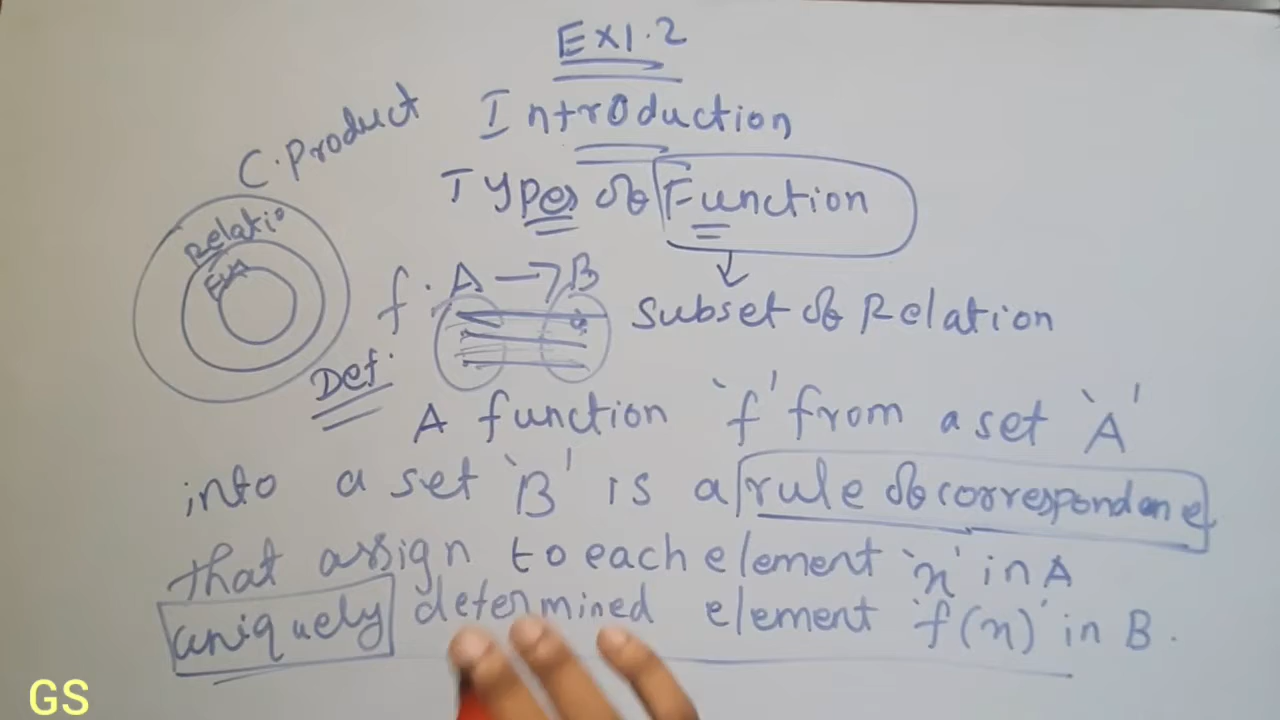 Ex1.2
C.Product
Introduction
Types of Function
Relatio
f: A → B
Subset of Relation
Def:
A function 'f' from a set 'A'
into a set 'B' is a rule of correspondence
that assign to each element 'x' in A
uniquely determined element 'f(x)' in B.
GS